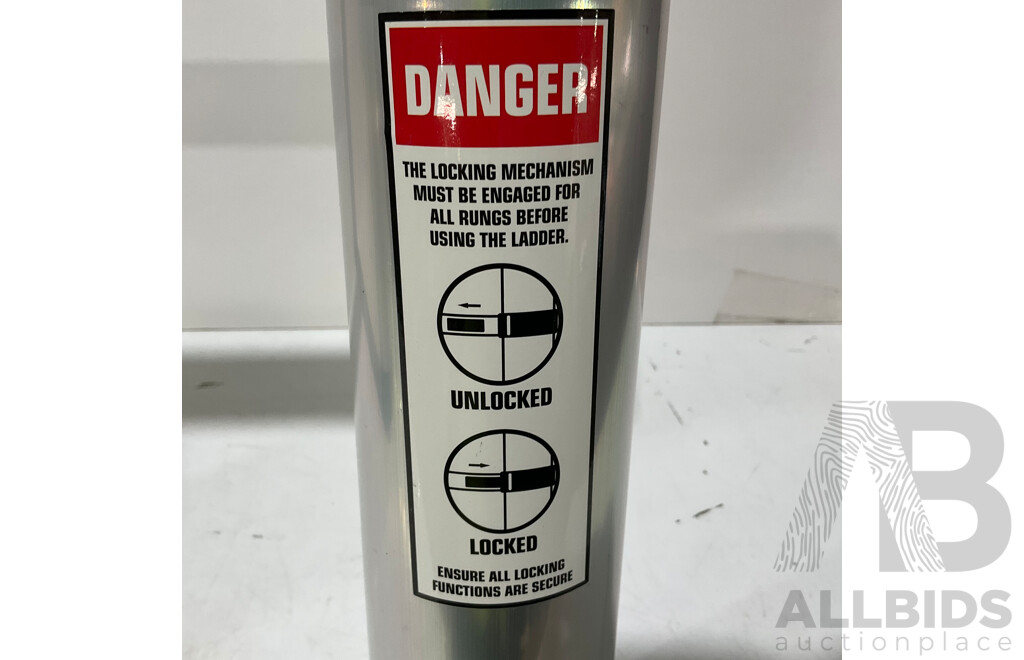 DANGER
THE LOCKING MECHANISM
MUST BE ENGAGED FOR
ALL RUNGS BEFORE
USING THE LADDER.
UNLOCKED
LOCKED
ENSURE ALL LOCKING
FUNCTIONS ARE SECURE
AB
ALLBIDS
auctionplace